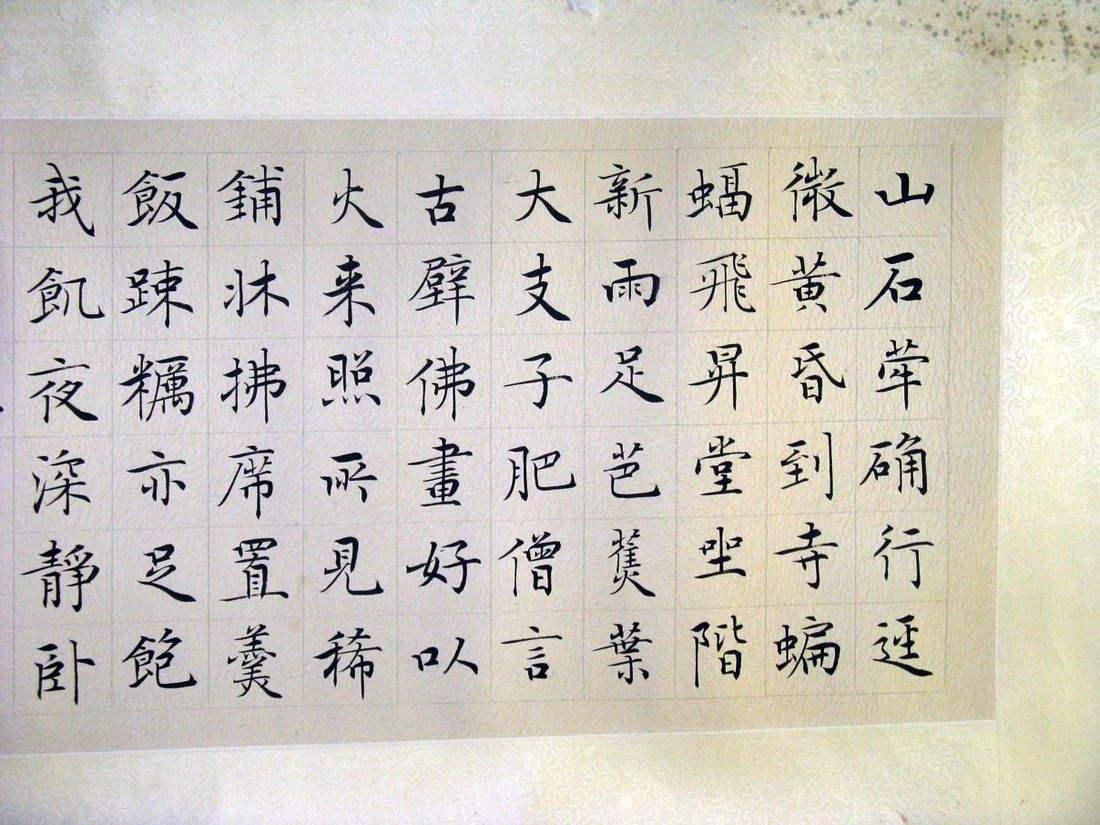 山石犖确行逕
微黄昏到寺蝙
蝠飛昇堂坐階
新雨足芭蕉葉
大支子肥僧言
古壁佛畫好以
火来照所見稀
鋪牀拂席置羹
飯疎糲亦足飽
我飢夜深靜卧